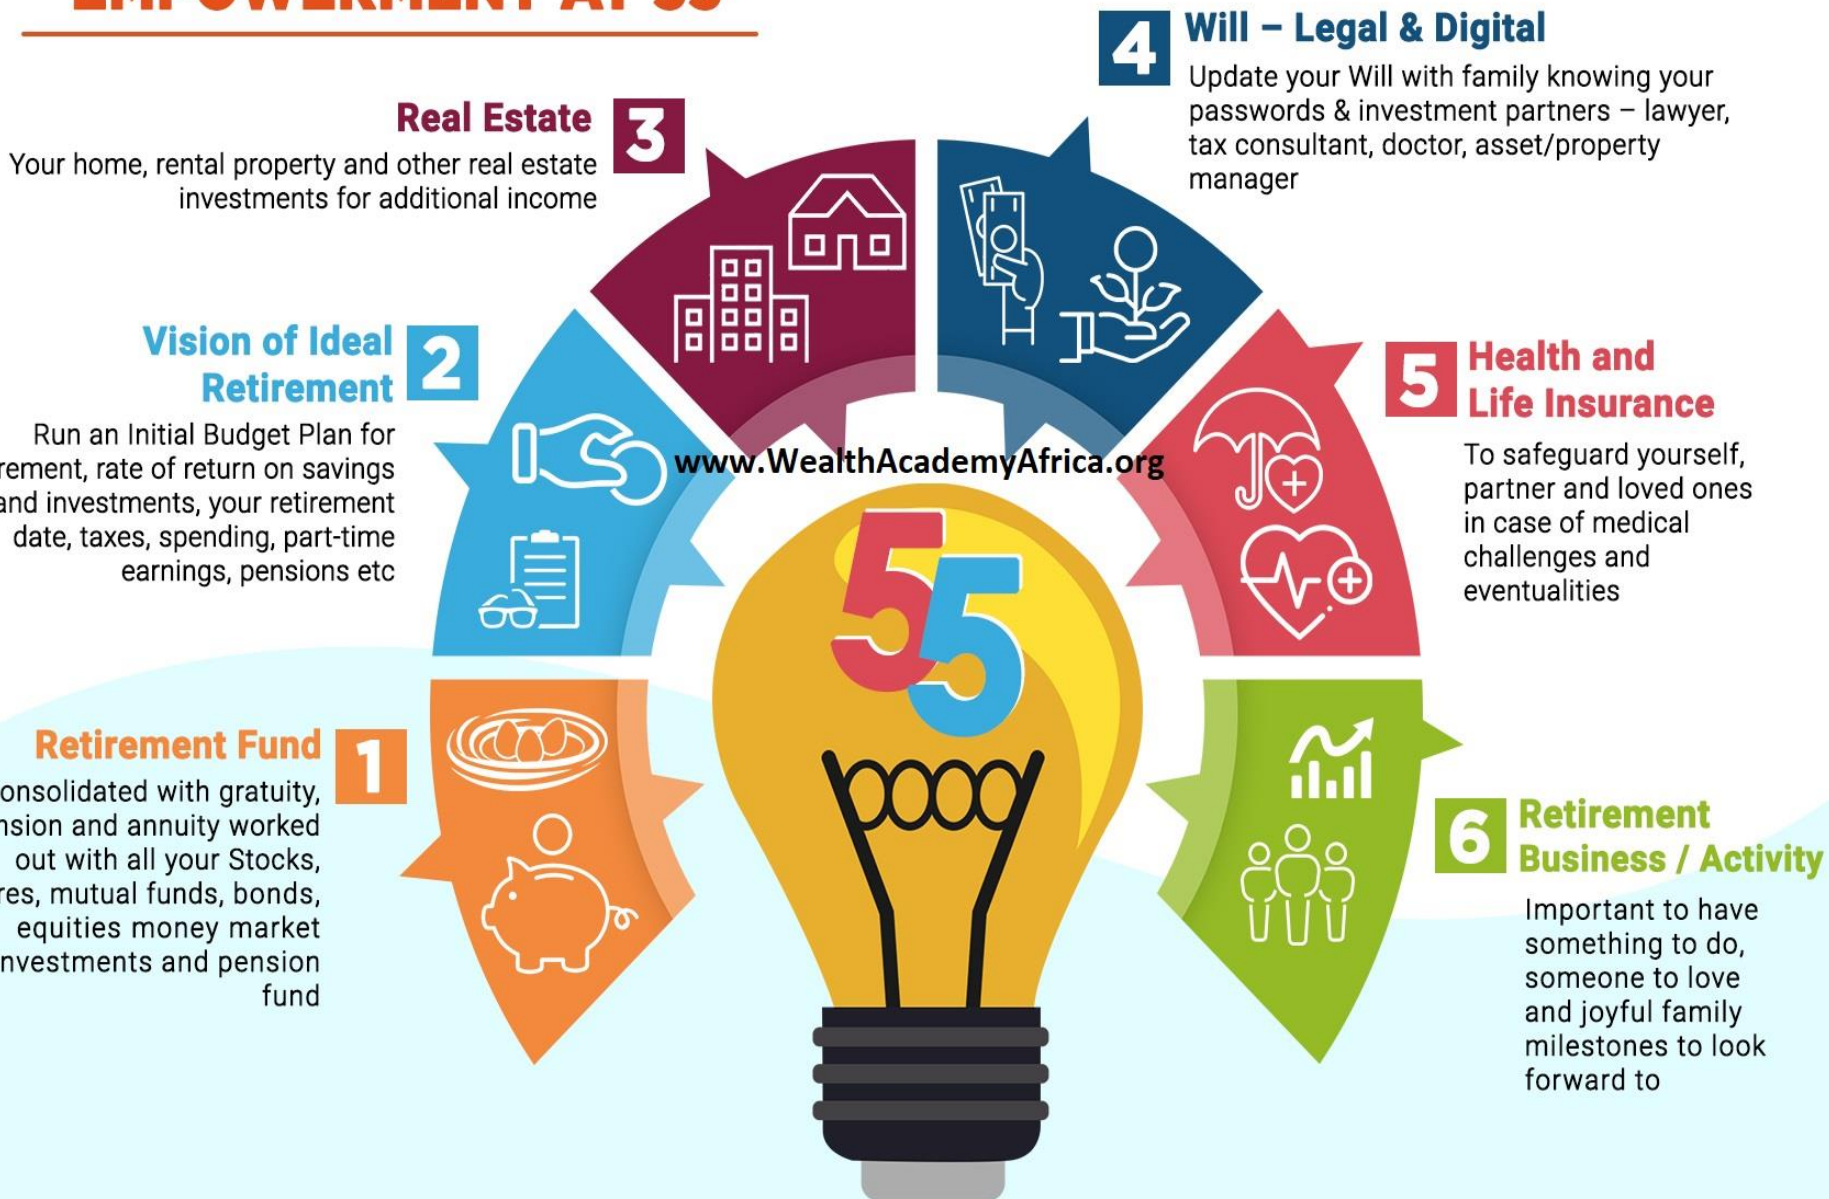 EMPOWERMENT AT 55
3
Real Estate
Your home, rental property and other real estate
investments for additional income
4
Will – Legal & Digital
Update your Will with family knowing your
passwords & investment partners – lawyer,
tax consultant, doctor, asset/property
manager
2
Vision of Ideal
Retirement
Run an Initial Budget Plan for
rement, rate of return on savings
and investments, your retirement
date, taxes, spending, part-time
earnings, pensions etc
5
Health and
Life Insurance
To safeguard yourself,
partner and loved ones
in case of medical
challenges and
eventualities
www.WealthAcademyAfrica.org
55
1
Retirement Fund
onsolidated with gratuity,
nsion and annuity worked
out with all your Stocks,
res, mutual funds, bonds,
equities money market
nvestments and pension
fund
6
Retirement
Business / Activity
Important to have
something to do,
someone to love
and joyful family
milestones to look
forward to